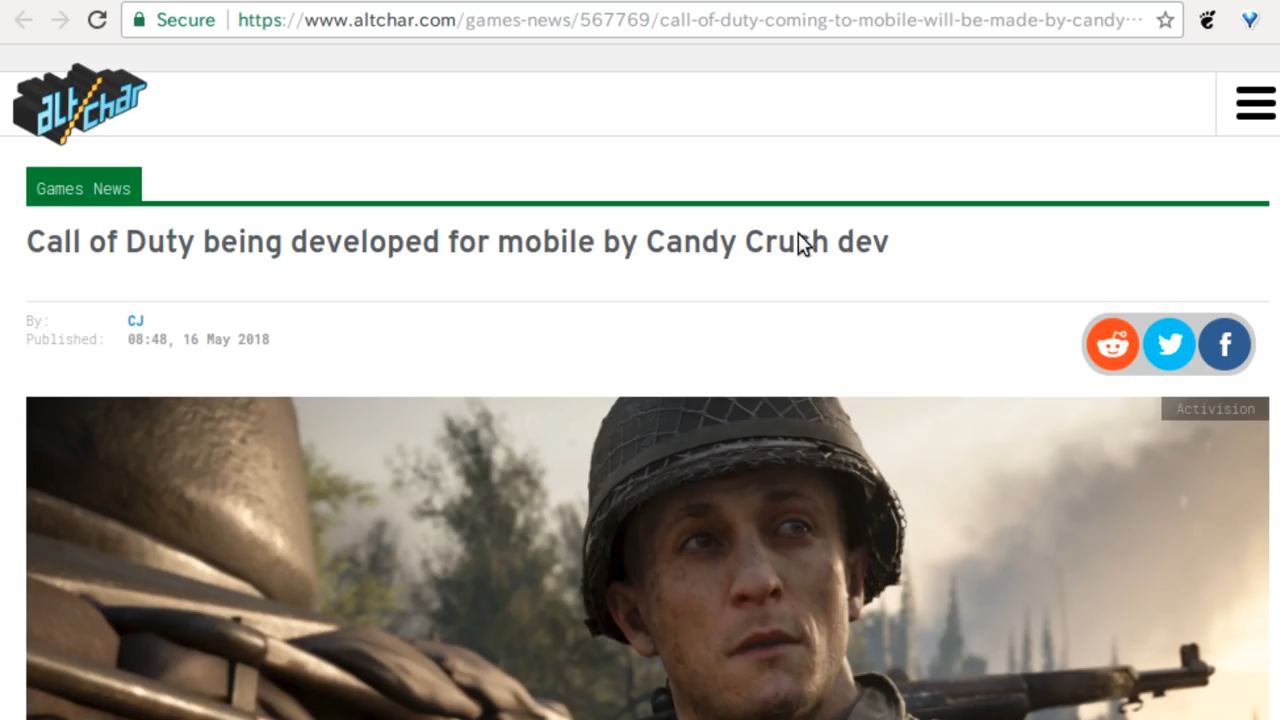 Secure https://www.altchar.com/games-news/567769/call-of-duty-coming-to-mobile-will-be-made-by-candy…
alt char
Games News
Call of Duty being developed for mobile by Candy Crush dev
By: CJ
Published: 08:48, 16 May 2018
Activision